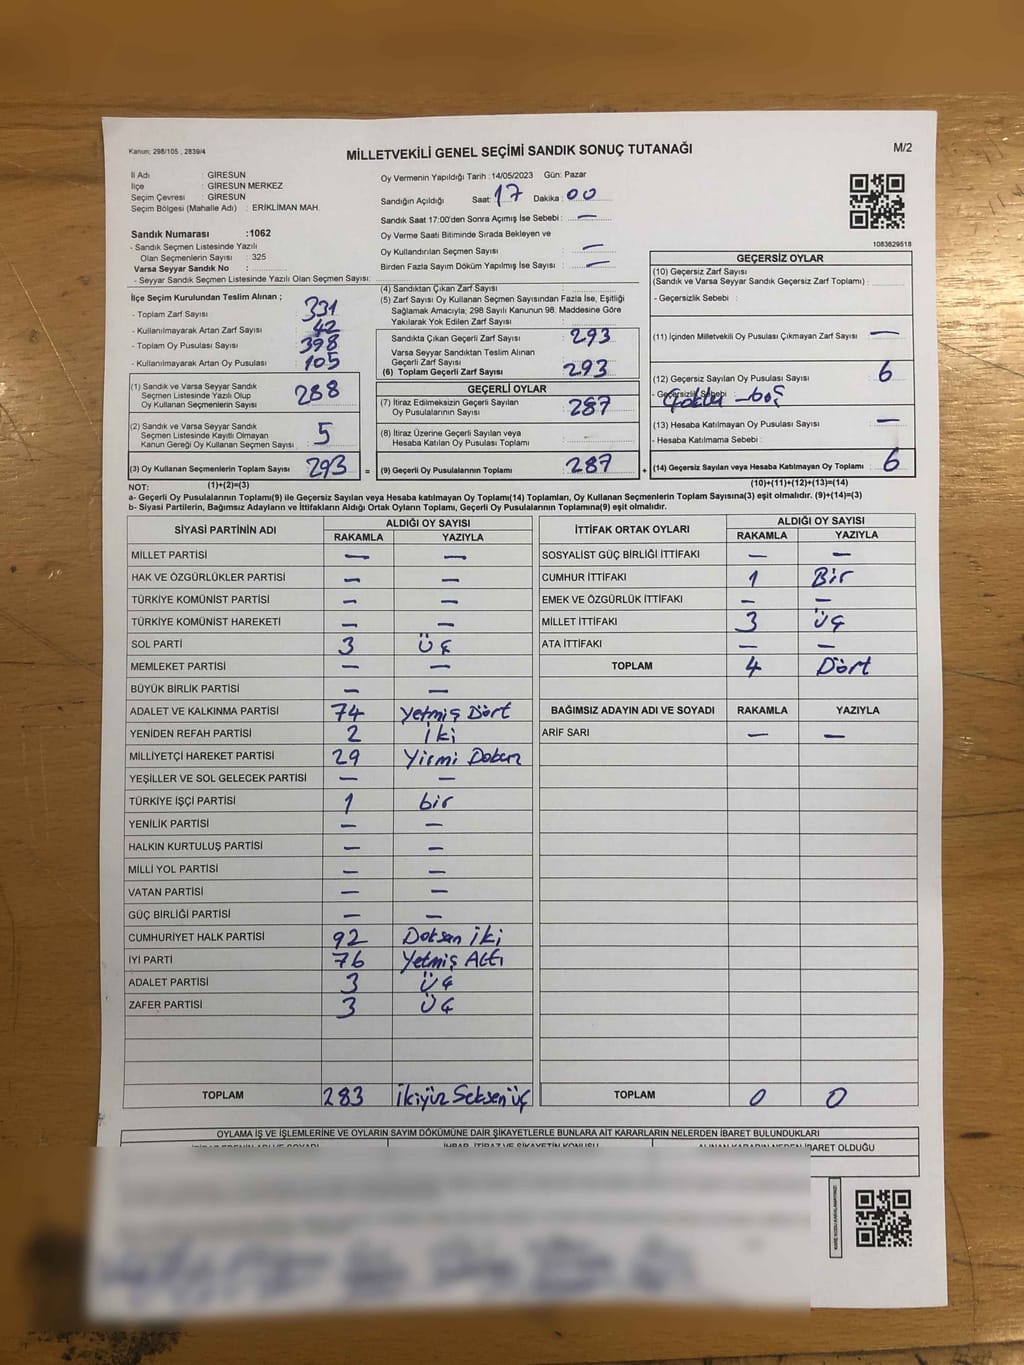 Kanun; 298/105 , 2839/4
MİLLETVEKİLİ GENEL SEÇİMİ SANDIK SONUÇ TUTANAĞI
M/2
İl Adı : GİRESUN
İlçe : GİRESUN MERKEZ
Seçim Çevresi : GİRESUN
Seçim Bölgesi (Mahalle Adı) : ERİKLİMAN MAH.
Sandık Numarası :1062
- Sandık Seçmen Listesinde Yazılı
Olan Seçmenlerin Sayısı : 325
Varsa Seyyar Sandık No :
- Seyyar Sandık Seçmen Listesinde Yazılı Olan Seçmen Sayısı:
Oy Vermenin Yapıldığı Tarih :14/05/2023 Gün: Pazar
Sandığın Açıldığı Saat: 17 Dakika : 00
Sandık Saat 17:00'den Sonra Açımış İse Sebebi : —
Oy Verme Saati Bitiminde Sırada Bekleyen ve
Oy Kullandırılan Seçmen Sayısı : —
Birden Fazla Sayım Döküm Yapılmış İse Sayısı : —
1083629518
İlçe Seçim Kurulundan Teslim Alınan ;
- Toplam Zarf Sayısı : 331
- Kullanılmayarak Artan Zarf Sayısı : 42
- Toplam Oy Pusulası : 398
- Kullanılmayarak Artan Oy Pusulası : 105
(1) Sandık ve Varsa Seyyar Sandık
Seçmen Listesinde Yazılı Olup
Oy Kullanan Seçmenlerin Sayısı : 288
(2) Sandık ve Varsa Seyyar Sandık
Seçmen Listesinde Kayıtlı Olmayan
Kanun Gereği Oy Kullanan Seçmen Sayısı : 5
(3) Oy Kullanan Seçmenlerin Toplam Sayısı : 293 =
(1)+(2)=(3)
(4) Sandıktan Çıkan Zarf Sayısı :
(5) Zarf Sayısı Oy Kullanan Seçmen Sayısından Fazla İse, Eşitliği
Sağlamak Amacıyla, 298 Sayılı Kanunun 98. Maddesine Göre
Yakılarak Yok Edilen Zarf Sayısı :
Sandıkta Çıkan Geçerli Zarf Sayısı : 293
Varsa Seyyar Sandıktan Teslim Alınan
Geçerli Zarf Sayısı :
(6) Toplam Geçerli Zarf Sayısı : 293
GEÇERLİ OYLAR
(7) İtiraz Edilmeksizin Geçerli Sayılan
Oy Pusulalarının Sayısı : 287
(8) İtiraz Üzerine Geçerli Sayılan veya
Hesaba Katılan Oy Pusulası Toplamı :
(9) Geçerli Oy Pusulalarının Toplamı : 287 +
GEÇERSİZ OYLAR
(10) Geçersiz Zarf Sayısı
(Sandık ve Varsa Seyyar Sandık Geçersiz Zarf Toplamı) :
- Geçersizlik Sebebi :
(11) İçinden Milletvekili Oy Pusulası Çıkmayan Zarf Sayısı : —
(12) Geçersiz Sayılan Oy Pusulası Sayısı : 6
- Geçersizlik Sebebi : boş
(13) Hesaba Katılmayan Oy Pusulası Sayısı : —
- Hesaba Katılmama Sebebi :
(14) Geçersiz Sayılan veya Hesaba Katılmayan Oy Toplamı : 6
(10)+(11)+(12)+(13)=(14)
NOT:
a- Geçerli Oy Pusulalarının Toplamı(9) ile Geçersiz Sayılan veya Hesaba katılmayan Oy Toplamı(14) Toplamları, Oy Kullanan Seçmenlerin Toplam Sayısına(3) eşit olmalıdır. (9)+(14)=(3)
b- Siyasi Partilerin, Bağımsız Adayların ve İttifakların Aldığı Ortak Oyların Toplamı, Geçerli Oy Pusulalarının Toplamına(9) eşit olmalıdır.
SİYASİ PARTİNİN ADI ALDIĞI OY SAYISI
RAKAMLA YAZIYLA
MİLLET PARTİSİ — —
HAK VE ÖZGÜRLÜKLER PARTİSİ — —
TÜRKİYE KOMÜNİST PARTİSİ — —
TÜRKİYE KOMÜNİST HAREKETİ — —
SOL PARTİ 3 Üç
MEMLEKET PARTİSİ — —
BÜYÜK BİRLİK PARTİSİ — —
ADALET VE KALKINMA PARTİSİ 74 Yetmiş Dört
YENİDEN REFAH PARTİSİ 2 İki
MİLLİYETÇİ HAREKET PARTİSİ 29 Yirmi Dokuz
YEŞİLLER VE SOL GELECEK PARTİSİ — —
TÜRKİYE İŞÇİ PARTİSİ 1 bir
YENİLİK PARTİSİ — —
HALKIN KURTULUŞ PARTİSİ — —
MİLLİ YOL PARTİSİ — —
VATAN PARTİSİ — —
GÜÇ BİRLİĞİ PARTİSİ — —
CUMHURİYET HALK PARTİSİ 92 Doksan iki
İYİ PARTİ 76 Yetmiş Altı
ADALET PARTİSİ 3 Üç
ZAFER PARTİSİ 3 Üç
TOPLAM 283 İkiyüz Seksen üç
İTTİFAK ORTAK OYLARI ALDIĞI OY SAYISI
RAKAMLA YAZIYLA
SOSYALİST GÜÇ BİRLİĞİ İTTİFAKI — —
CUMHUR İTTİFAKI 1 Bir
EMEK VE ÖZGÜRLÜK İTTİFAKI — —
MİLLET İTTİFAKI 3 Üç
ATA İTTİFAKI — —
TOPLAM 4 Dört
BAĞIMSIZ ADAYIN ADI VE SOYADI RAKAMLA YAZIYLA
ARİF SARI — —
TOPLAM 0 0
OYLAMA İŞ VE İŞLEMLERİNE VE OYLARIN SAYIM DÖKÜMÜNE DAİR ŞİKAYETLERLE BUNLARA AİT KARARLARIN NELERDEN İBARET BULUNDUKLARI
İHBAR, İTİRAZ VE ŞİKAYETİN KONUSU
ALINAN KARARIN NEDEN İBARET OLDUĞU
KARE KODU KARALAMAYINIZ!